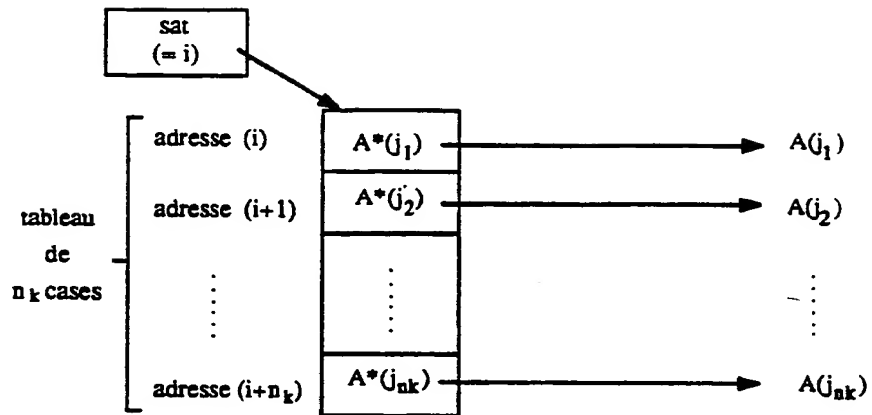 sat
(= i)
adresse (i) A*(j1) A(j1)
adresse (i+1) A*(j2) A(j2)
tableau
de
nk cases
adresse (i+nk) A*(jnk) A(jnk)